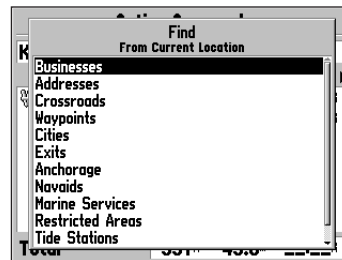 Find
From Current Location
Businesses
Addresses
Crossroads
Waypoints
Cities
Exits
Anchorage
Navaids
Marine Services
Restricted Areas
Tide Stations